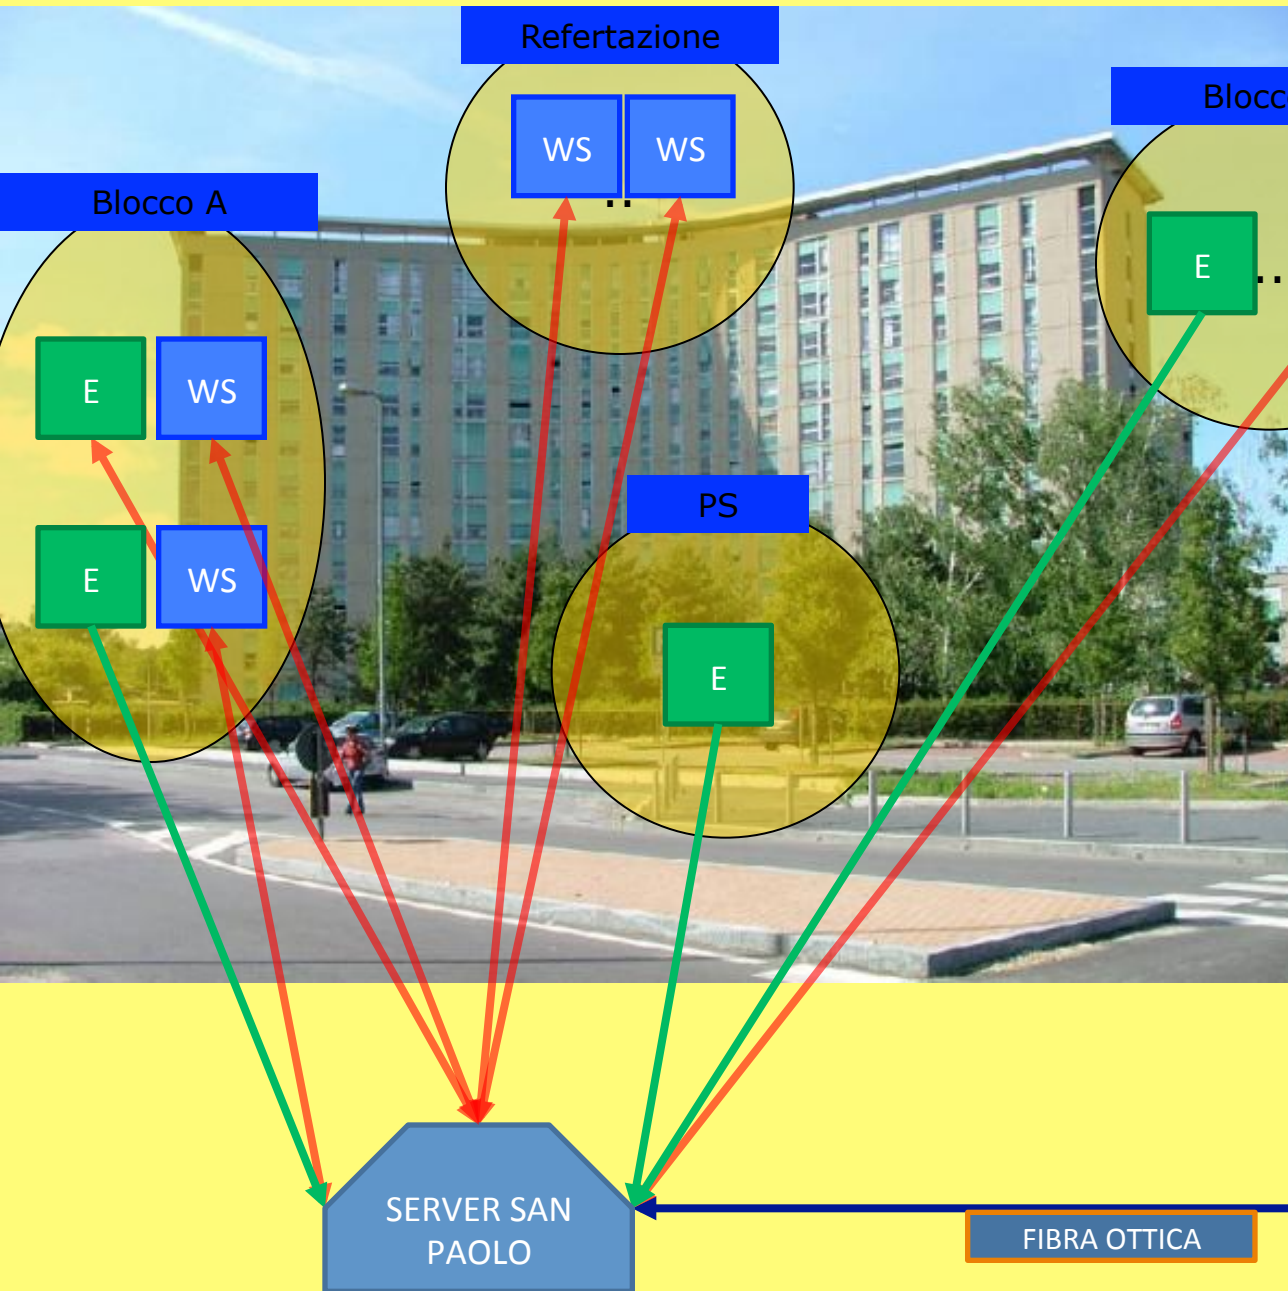 Refertazione
WS
WS
..
Blocco A
E
..
E
WS
PS
E
WS
E
SERVER SAN
PAOLO
FIBRA OTTICA